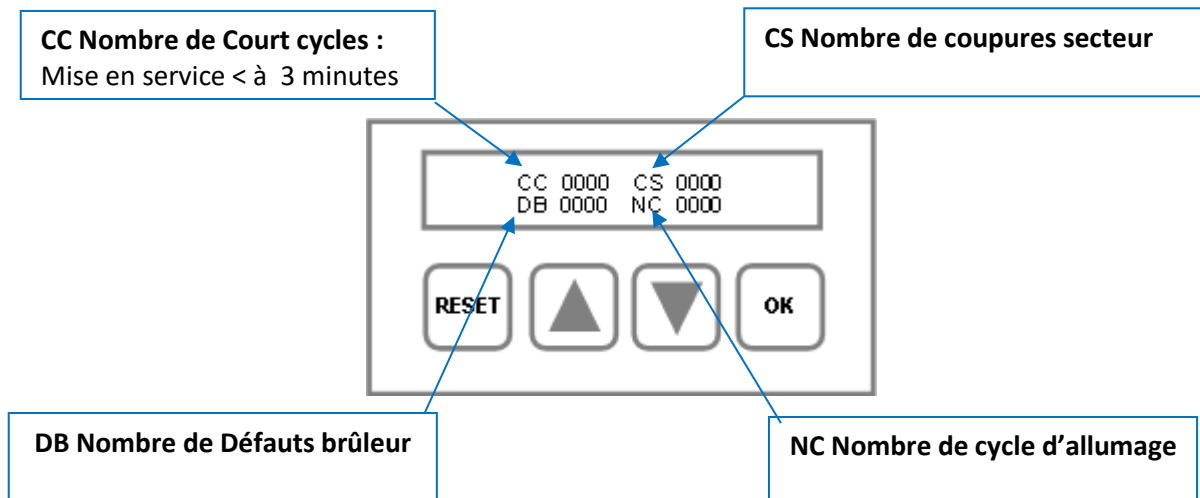 CC Nombre de Court cycles :
Mise en service < à 3 minutes
CS Nombre de coupures secteur
CC 0000 CS 0000
DB 0000 NC 0000
RESET
OK
DB Nombre de Défauts brûleur
NC Nombre de cycle d’allumage